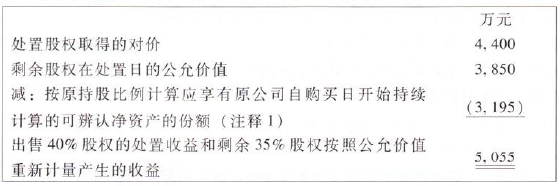 万元
处置股权取得的对价 4,400
剩余股权在处置日的公允价值 3,850
减：按原持股比例计算应享有原公司自购买日开始持续
计算的可辨认净资产的份额（注释1） (3,195)
出售40%股权的处置收益和剩余35%股权按照公允价值
重新计量产生的收益 5,055